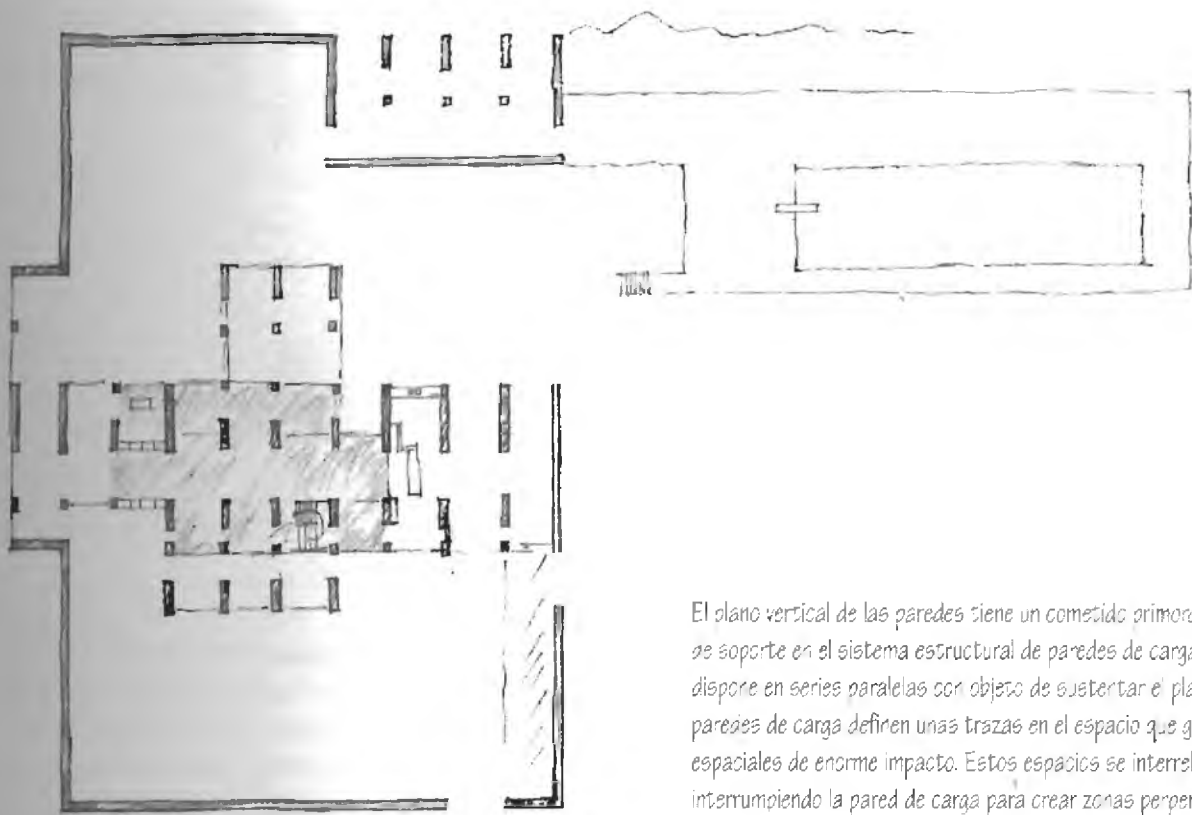 El plano vertical de las paredes tiene un cometido primord
de soporte en el sistema estructural de paredes de carga
dispone en series paralelas con objeto de sustentar el pla
paredes de carga definen unas trazas en el espacio que g
espaciales de enorme impacto. Estos espacios se interrel
interrumpiendo la pared de carga para crear zonas perper